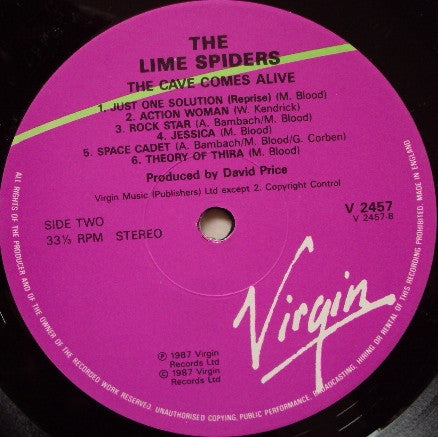 THE
LIME SPIDERS
THE CAVE COMES ALIVE
1. JUST ONE SOLUTION (Reprise) (M. Blood)
2. ACTION WOMAN (W. Kendrick)
3. ROCK STAR (A. Bambach/M. Blood)
4. JESSICA (M. Blood)
5. SPACE CADET (A. Bambach/M. Blood/G. Corben)
6. THEORY OF THIRA (M. Blood)
Produced by David Price
Virgin Music (Publishers) Ltd except 2. Copyright Control
SIDE TWO
33⅓ RPM STEREO
V 2457
V 2457-B
Virgin
℗ 1987 Virgin
Records Ltd
© 1987 Virgin
Records Ltd
ALL RIGHTS OF THE PRODUCER AND OF THE OWNER OF THE RECORDED WORK RESERVED. UNAUTHORISED COPYING, PUBLIC PERFORMANCE, BROADCASTING, HIRING OR RENTAL OF THIS RECORDING PROHIBITED. MADE IN ENGLAND